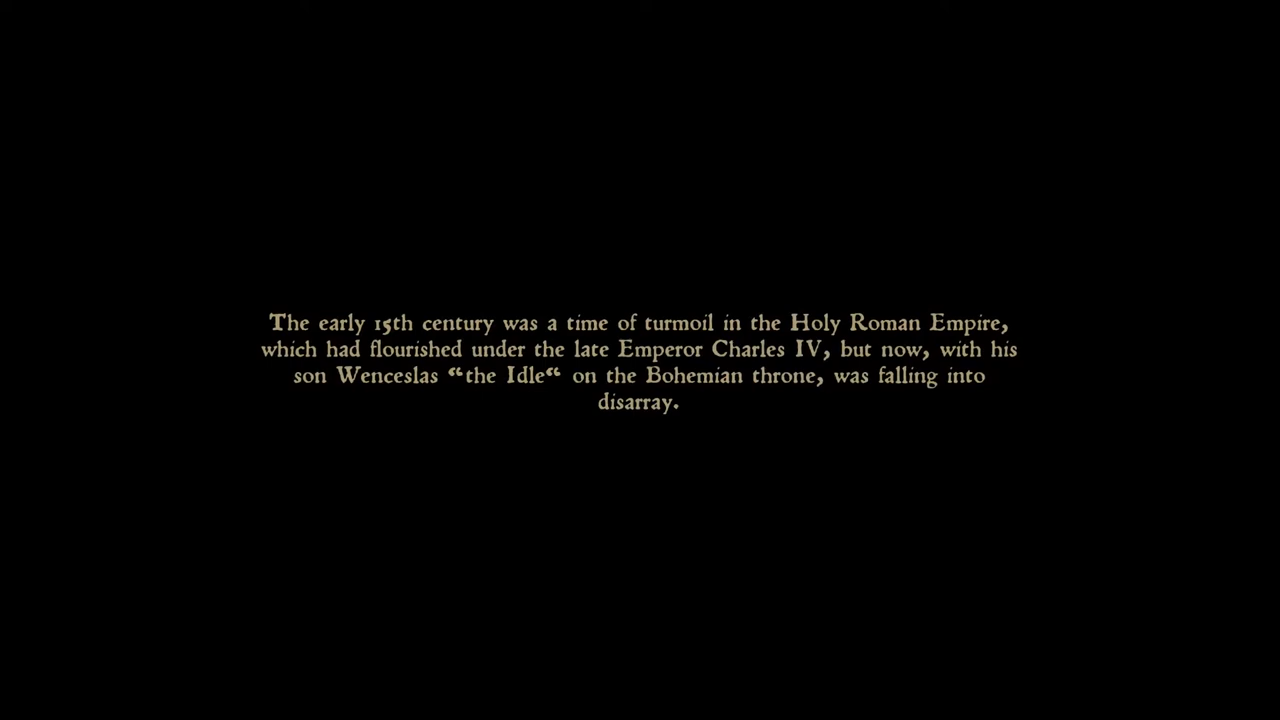 The early 15th century was a time of turmoil in the Holy Roman Empire,
which had flourished under the late Emperor Charles IV, but now, with his
son Wenceslas “the Idle“ on the Bohemian throne, was falling into
disarray.